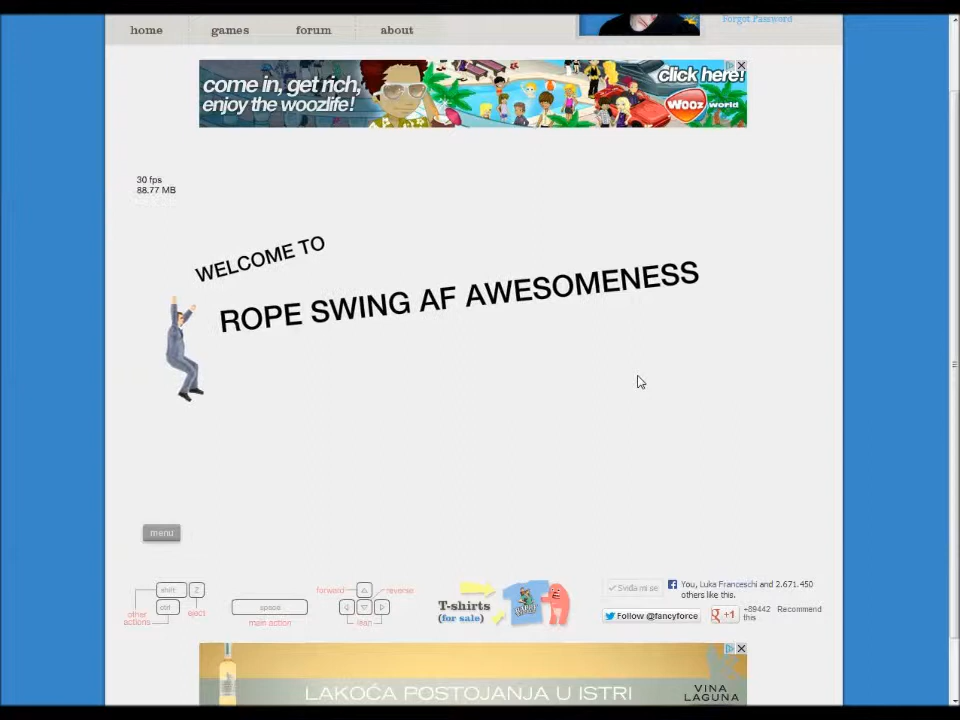 Forgot Password
home games forum about
come in, get rich,
enjoy the woozlife!
click here!
WOOZ world
30 fps
88.77 MB
WELCOME TO
ROPE SWING AF AWESOMENESS
menu
shift Z
ctrl
other
actions
eject
space
main action
forward
reverse
lean
T-shirts
(for sale)
Sviđa mi se
You, Luka Franceschi and 2.671.450
others like this.
Follow @fancyforce
+1
+89442 Recommend
this
LAKOĆA POSTOJANJA U ISTRI
VINA
LAGUNA